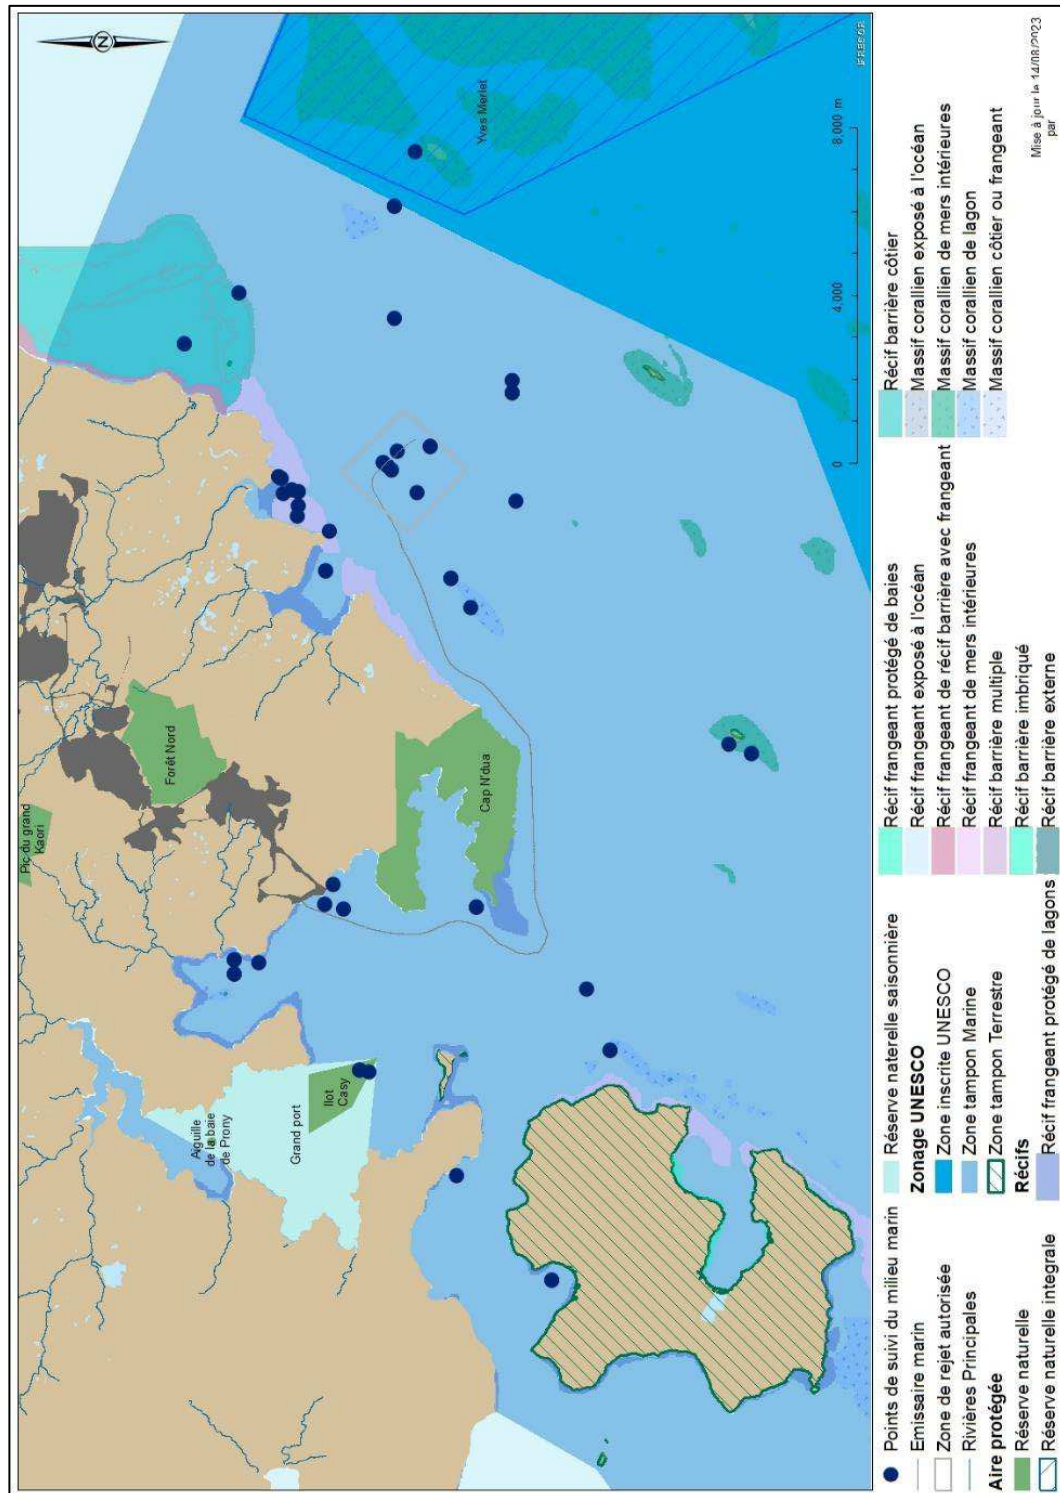 N
Pic du grand
Kaori
Forêt Nord
Aiguille
de la baie
de Prony
Grand port
Ilot
Casy
Cap N'dua
Yves Merlet
0
4,000
8,000 m
Points de suivi du milieu marin
Emissaire marin
Zone de rejet autorisée
Rivières Principales
Aire protégée
Réserve naturelle
Réserve naturelle integrale
Réserve naterelle saisonnière
Zonage UNESCO
Zone inscrite UNESCO
Zone tampon Marine
Zone tampon Terrestre
Récifs
Récif frangeant protégé de lagons
Récif frangeant protégé de baies
Récif frangeant exposé à l'océan
Récif frangeant de récif barrière avec frangeant
Récif frangeant de mers intérieures
Récif barrière multiple
Récif barrière imbriqué
Récif barrière externe
Récif barrière côtier
Massif corallien exposé à l'océan
Massif corallien de mers intérieures
Massif corallien de lagon
Massif corallien côtier ou frangeant
Mise à jour le 14/08/2023
par